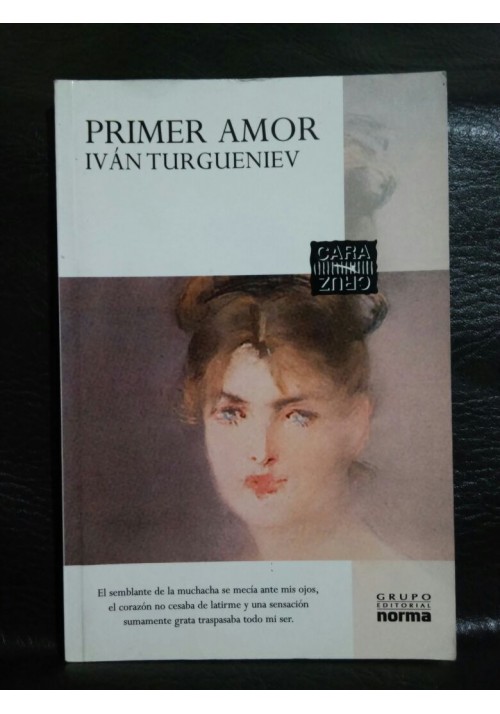 PRIMER AMOR
IVÁN TURGUENIEV
CARA
CRUZ
El semblante de la muchacha se mecía ante mis ojos,
el corazón no cesaba de latirme y una sensación
sumamente grata traspasaba todo mi ser.
GRUPO
EDITORIAL
norma